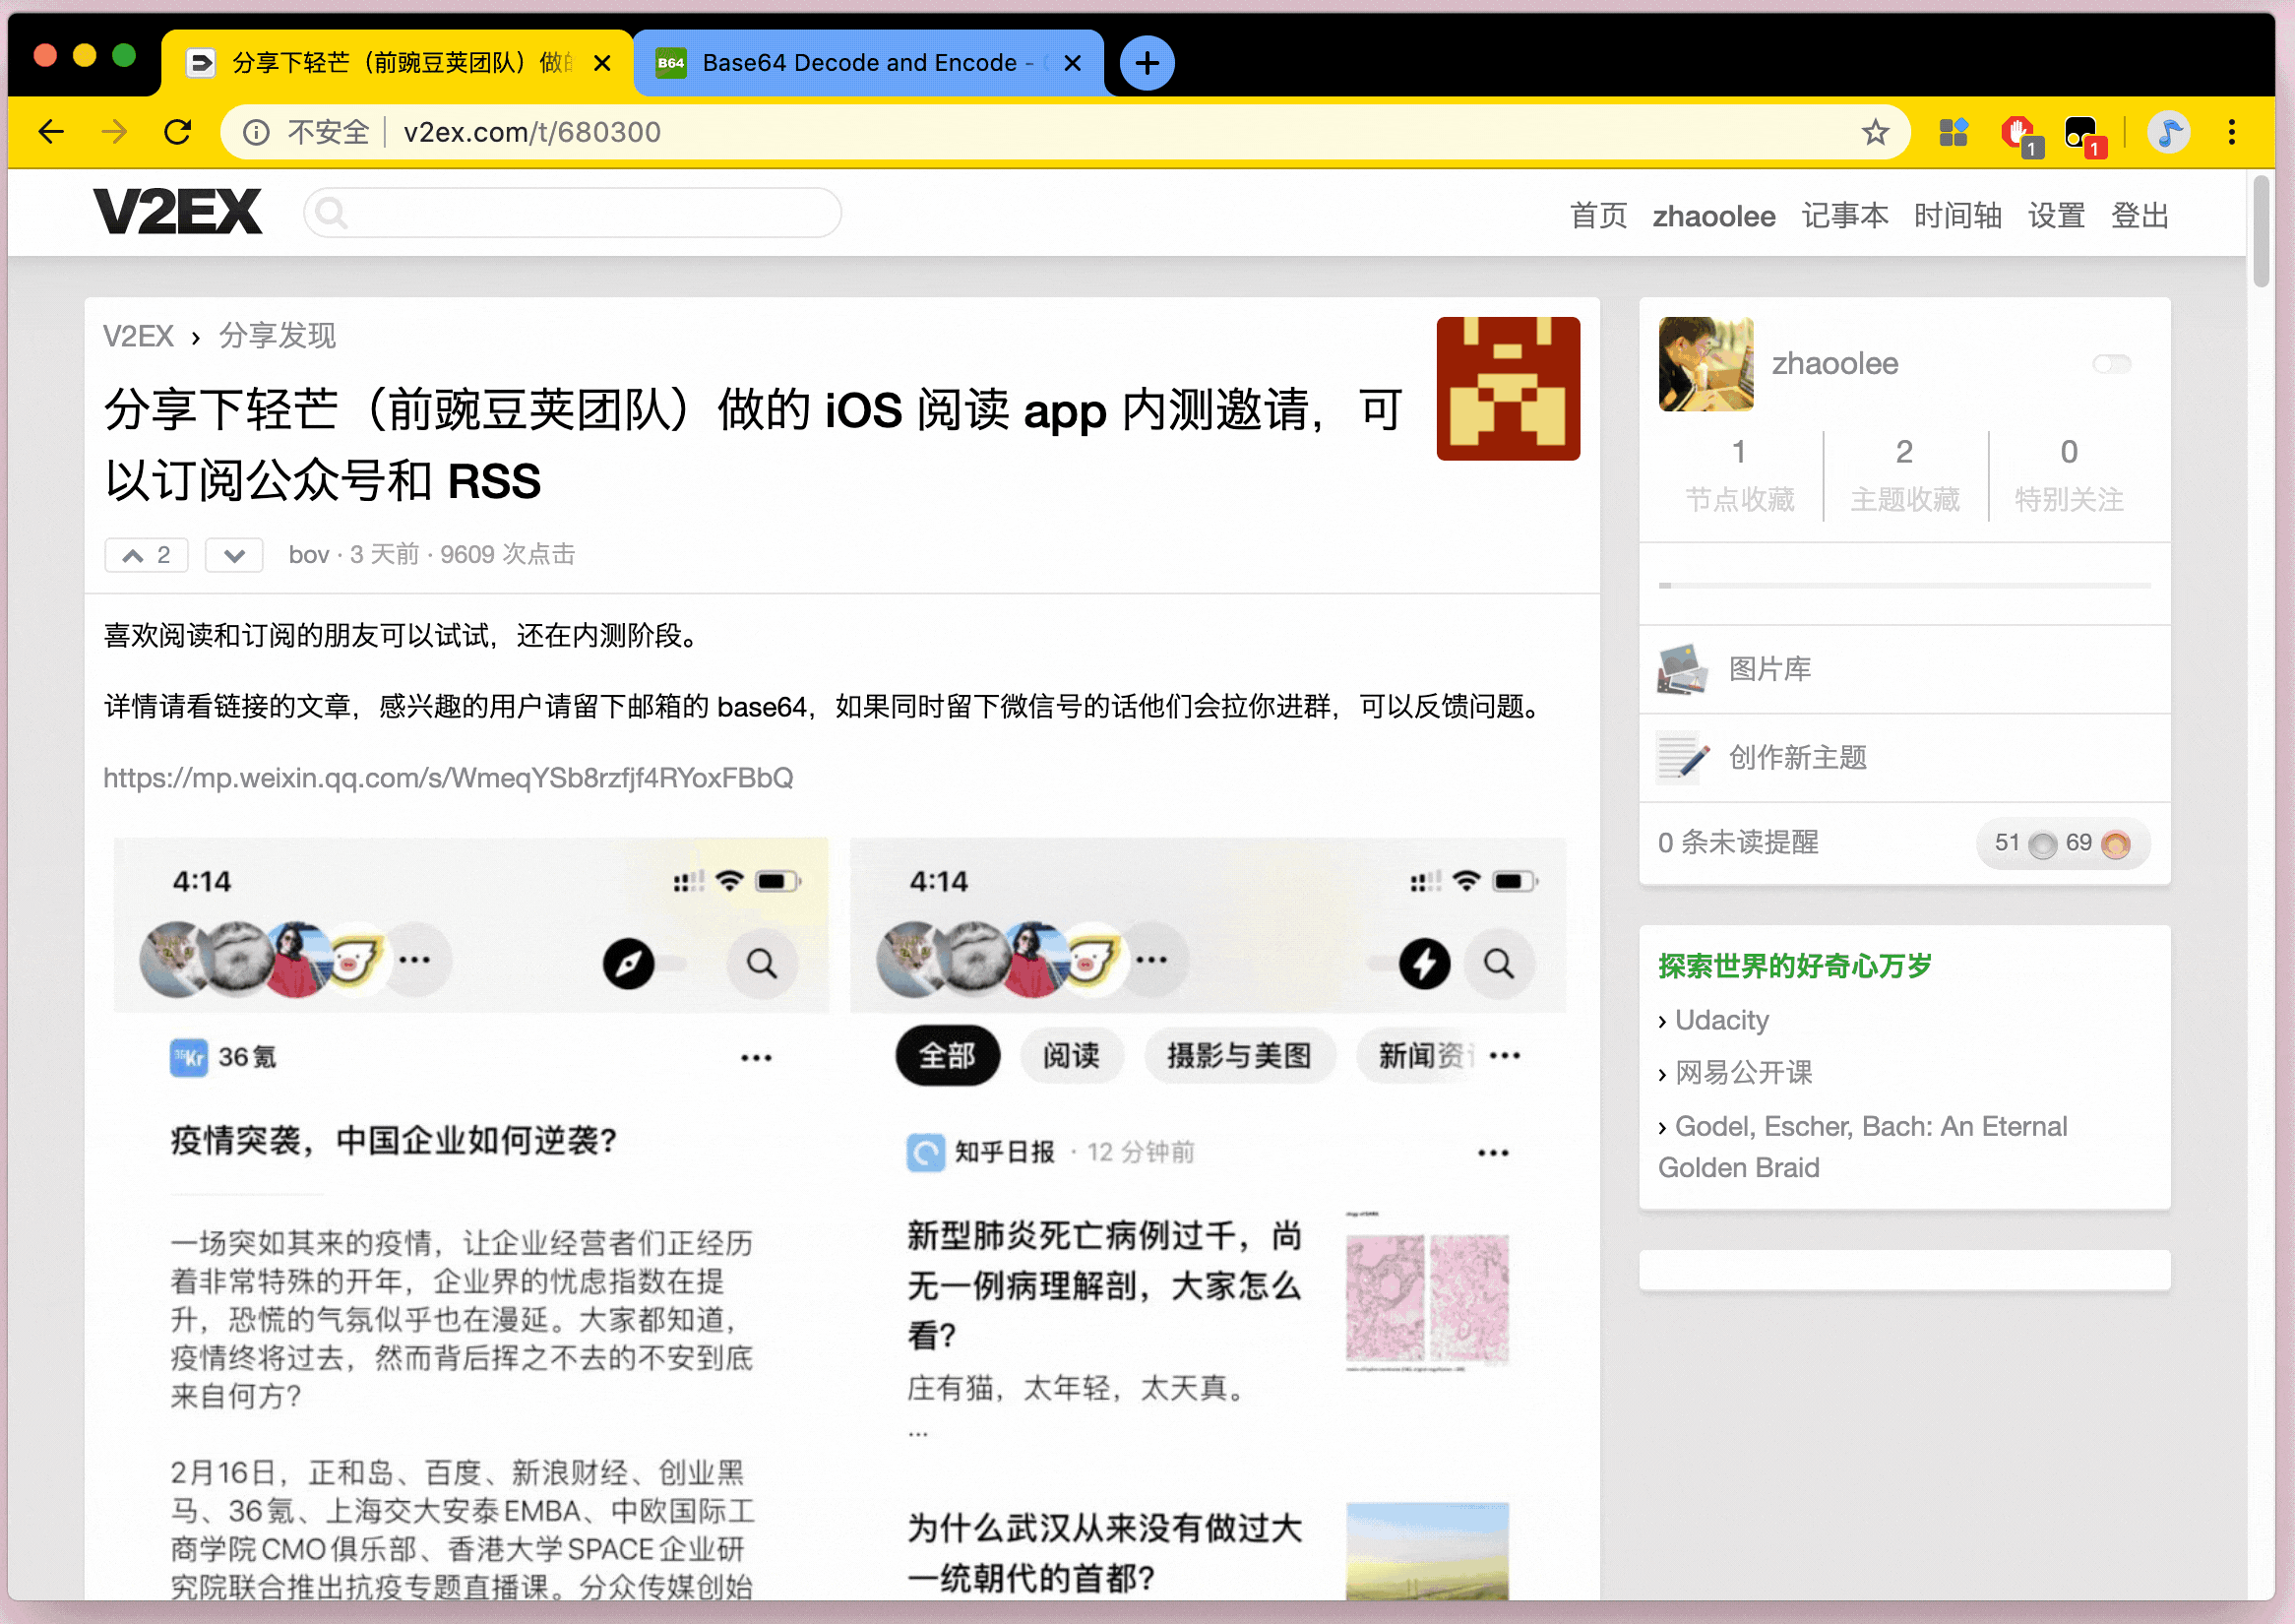 分享下轻芒（前豌豆荚团队）做
B64 Base64 Decode and Encode -
不安全 v2ex.com/t/680300
1
1
V2EX
首页 zhaoolee 记事本 时间轴 设置 登出
V2EX › 分享发现
分享下轻芒（前豌豆荚团队）做的 iOS 阅读 app 内测邀请，可
以订阅公众号和 RSS
2
bov · 3 天前 · 9609 次点击
喜欢阅读和订阅的朋友可以试试，还在内测阶段。
详情请看链接的文章，感兴趣的用户请留下邮箱的 base64，如果同时留下微信号的话他们会拉你进群，可以反馈问题。
https://mp.weixin.qq.com/s/WmeqYSb8rzfjf4RYoxFBbQ
4:14
36Kr 36氪
疫情突袭，中国企业如何逆袭？
一场突如其来的疫情，让企业经营者们正经历
着非常特殊的开年，企业界的忧虑指数在提
升，恐慌的气氛似乎也在漫延。大家都知道，
疫情终将过去，然而背后挥之不去的不安到底
来自何方？
2月16日，正和岛、百度、新浪财经、创业黑
马、36氪、上海交大安泰EMBA、中欧国际工
商学院CMO俱乐部、香港大学SPACE企业研
究院联合推出抗疫专题直播课。分众传媒创始
4:14
全部 阅读 摄影与美图 新闻资
知乎日报 · 12 分钟前
新型肺炎死亡病例过千，尚
无一例病理解剖，大家怎么
看？
庄有猫，太年轻，太天真。
...
为什么武汉从来没有做过大
一统朝代的首都？
zhaoolee
1 2 0
节点收藏 主题收藏 特别关注
图片库
创作新主题
0 条未读提醒 51 69
探索世界的好奇心万岁
› Udacity
› 网易公开课
› Godel, Escher, Bach: An Eternal
Golden Braid